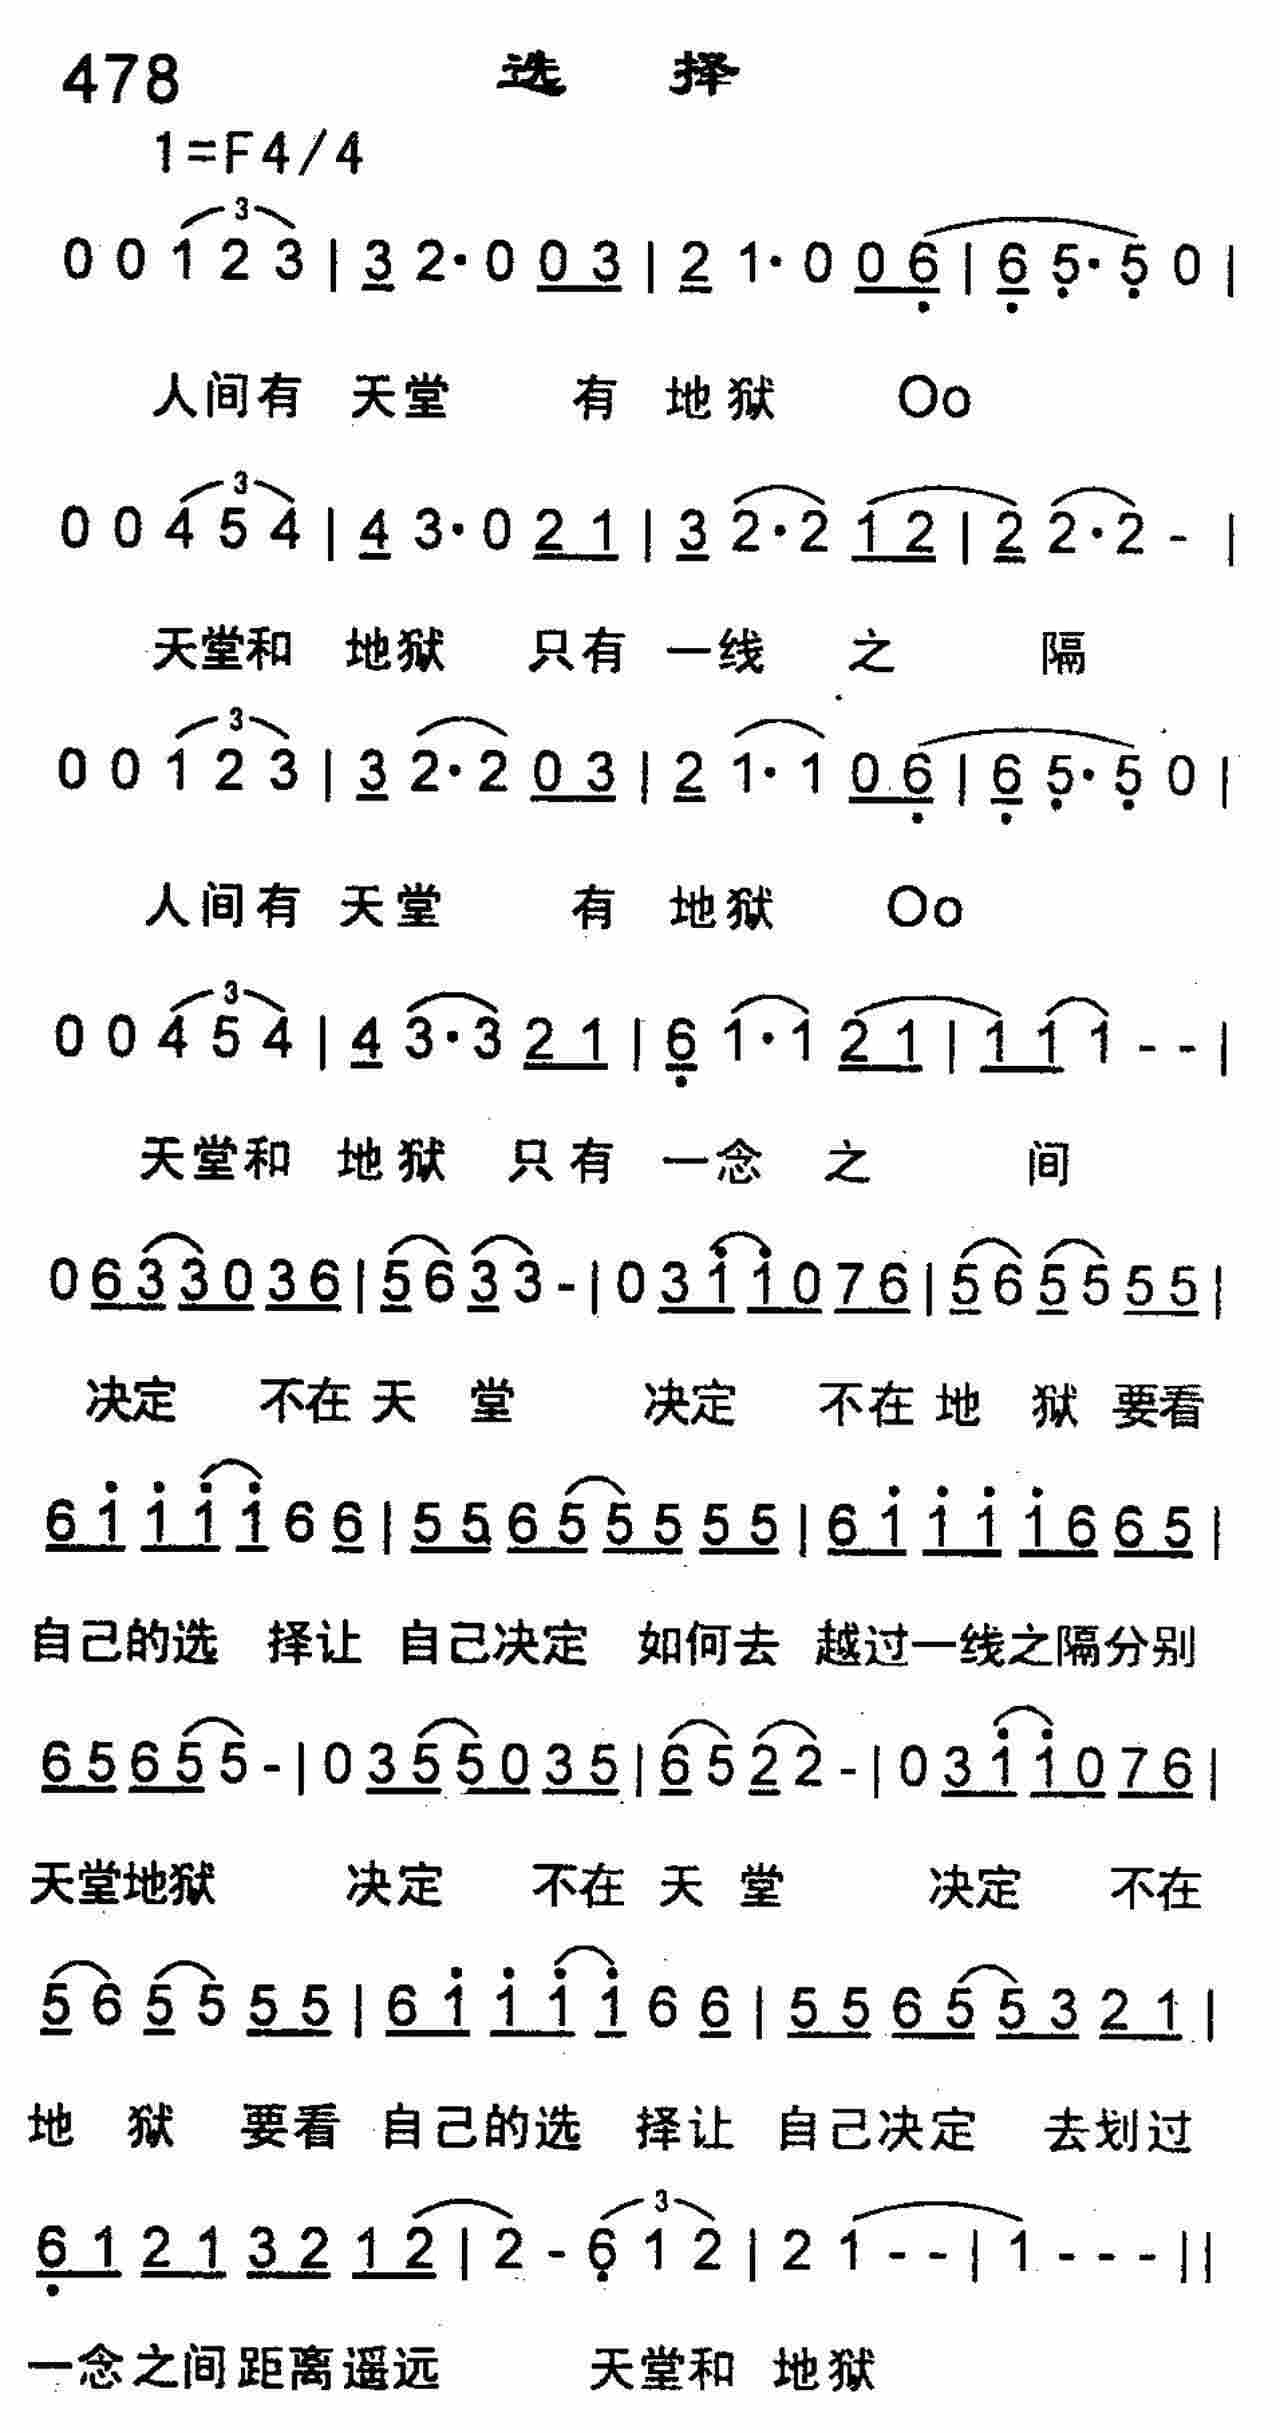 478 选 择
1=F4/4
3
0 0 1 2 3 | 3 2· 0 0 3 | 2 1· 0 0 6 | 6 5· 5 0 |
人间有 天堂 有 地狱 Oo
3
0 0 4 5 4 | 4 3· 0 2 1 | 3 2· 2 1 2 | 2 2· 2 - |
天堂和 地狱 只有 一线 之 隔
3
0 0 1 2 3 | 3 2· 2 0 3 | 2 1· 1 0 6 | 6 5· 5 0 |
人间有 天堂 有 地狱 Oo
3
0 0 4 5 4 | 4 3· 3 2 1 | 6 1· 1 2 1 | 1 1 1 - - |
天堂和 地狱 只有 一念 之 间
0 6 3 3 0 3 6 | 5 6 3 3 - | 0 3 1 1 0 7 6 | 5 6 5 5 5 5 |
决定 不在 天 堂 决定 不在 地 狱 要看
6 1 1 1 1 6 6 | 5 5 6 5 5 5 5 5 | 6 1 1 1 1 6 6 5 |
自己的选 择让 自己决定 如何去 越过一线之隔分别
6 5 6 5 5 - | 0 3 5 5 0 3 5 | 6 5 2 2 - | 0 3 1 1 0 7 6 |
天堂地狱 决定 不在 天 堂 决定 不在
5 6 5 5 5 5 | 6 1 1 1 1 6 6 | 5 5 6 5 5 3 2 1 |
地 狱 要看 自己的选 择让 自己决定 去划过
3
6 1 2 1 3 2 1 2 | 2 - 6 1 2 | 2 1 - - | 1 - - - ||
一念之间距离遥远 天堂和 地狱